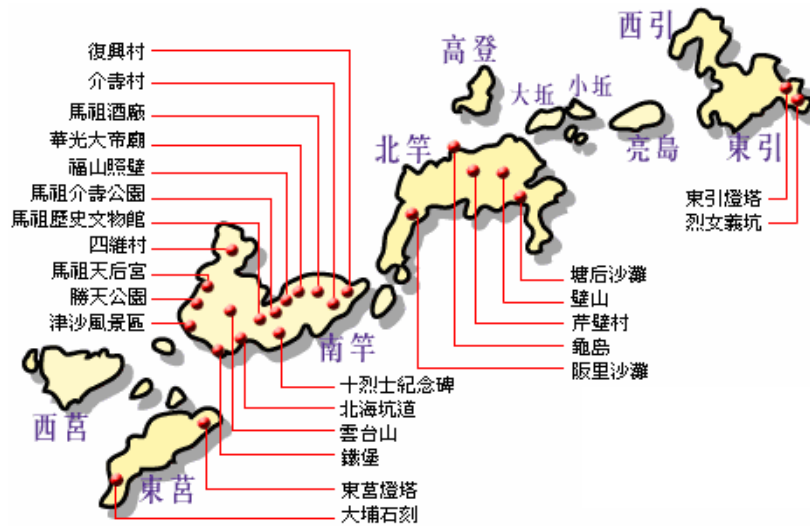 復興村
介壽村
馬祖酒廠
華光大帝廟
福山照壁
馬祖介壽公園
馬祖歷史文物館
四維村
馬祖天后宮
勝天公園
津沙風景區
西莒
東莒
南竿
十烈士紀念碑
北海坑道
雲台山
鐵堡
東莒燈塔
大埔石刻
高登
大坵
小坵
北竿
亮島
西引
東引
東引燈塔
烈女義坑
塘后沙灘
壁山
芹壁村
龜島
阪里沙灘